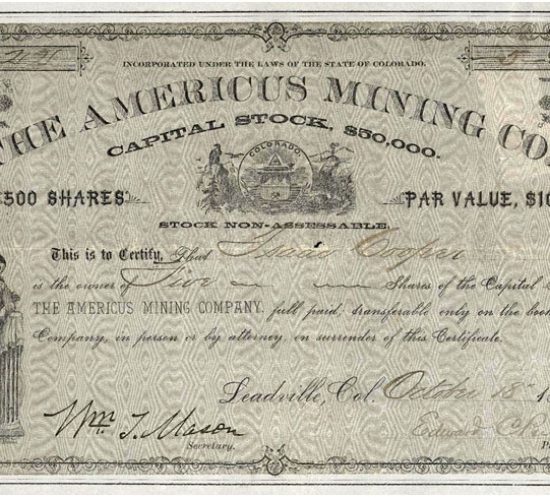 INCORPORATED UNDER THE LAWS OF THE STATE OF COLORADO.
THE AMERICUS MINING CO
CAPITAL STOCK, $50,000.
COLORADO
500 SHARES PAR VALUE, $10
STOCK NON-ASSESSABLE.
This is to Certify, That Isaac Cooper
is the owner of Five Shares of the Capital
THE AMERICUS MINING COMPANY, full paid; transferable only on the book
Company, in person or by attorney, on surrender of this Certificate.
Leadville, Col. October 18 1
Wm. T. Mason Edward
Secretary. P